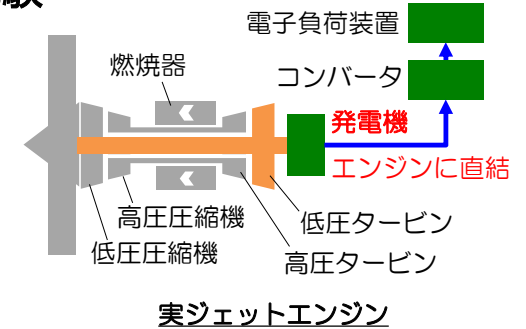 験
電子負荷装置
燃焼器
コンバータ
発電機
エンジンに直結
高圧圧縮機
低圧タービン
低圧圧縮機
高圧タービン
実ジェットエンジン